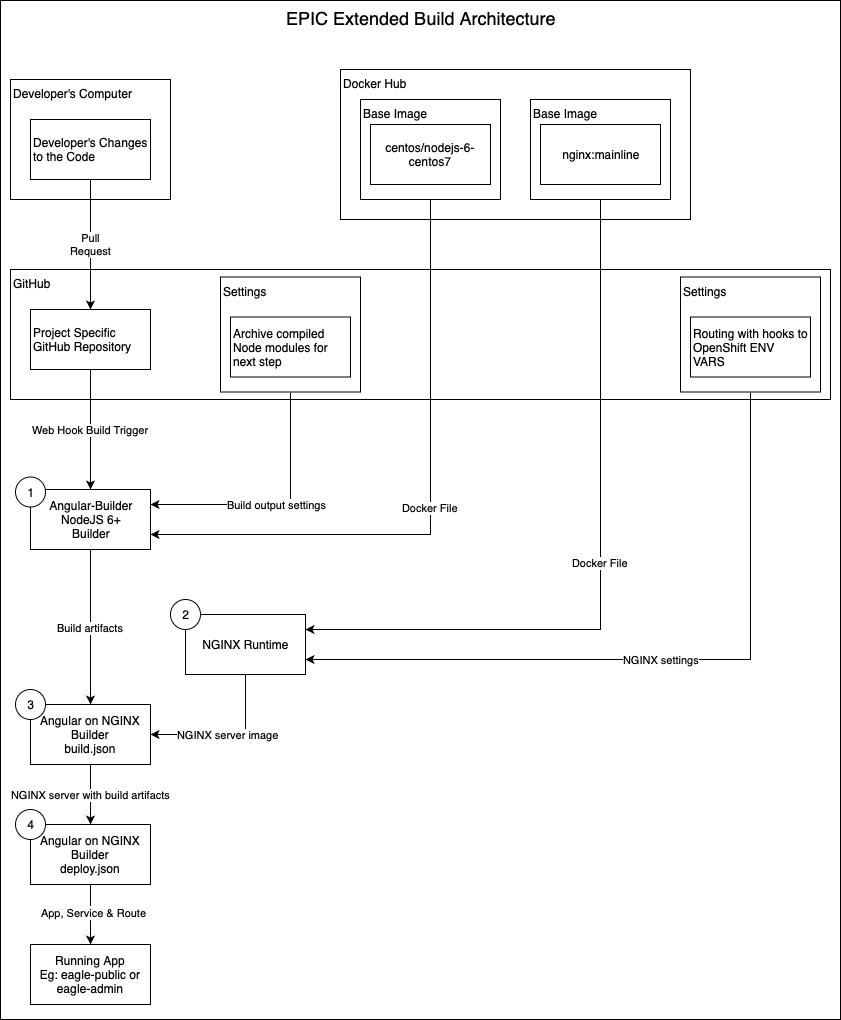 EPIC Extended Build Architecture
Developer's Computer
Developer's Changes
to the Code
Docker Hub
Base Image
centos/nodejs-6-
centos7
Base Image
nginx:mainline
Pull
Request
GitHub
Project Specific
GitHub Repository
Settings
Archive compiled
Node modules for
next step
Settings
Routing with hooks to
OpenShift ENV
VARS
Web Hook Build Trigger
1
Angular-Builder
NodeJS 6+
Builder
Build output settings
Docker File
Docker File
Build artifacts
2
NGINX Runtime
NGINX settings
3
Angular on NGINX
Builder
build.json
NGINX server image
NGINX server with build artifacts
4
Angular on NGINX
Builder
deploy.json
App, Service & Route
Running App
Eg: eagle-public or
eagle-admin